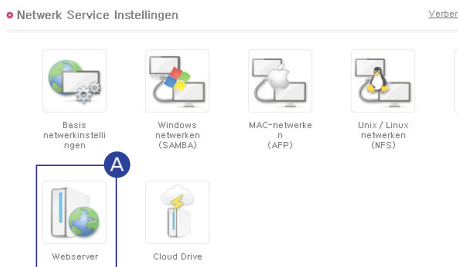 Netwerk Service Instellingen
Verber
Basis
netwerkinstelli
ngen
Windows
netwerken
(SAMBA)
MAC-netwerke
n
(AFP)
Unix / Linux
netwerken
(NFS)
A
Webserver
Cloud Drive